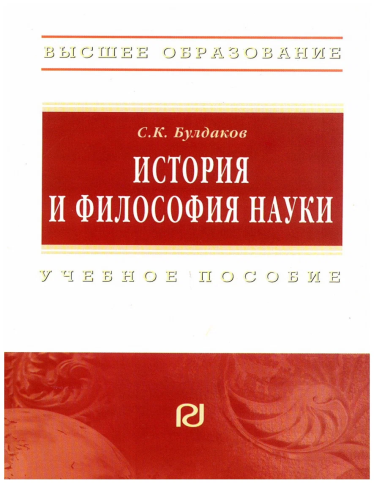 ВЫСШЕЕ ОБРАЗОВАНИЕ
С.К. Булдаков
ИСТОРИЯ
И ФИЛОСОФИЯ НАУКИ
УЧЕБНОЕ ПОСОБИЕ